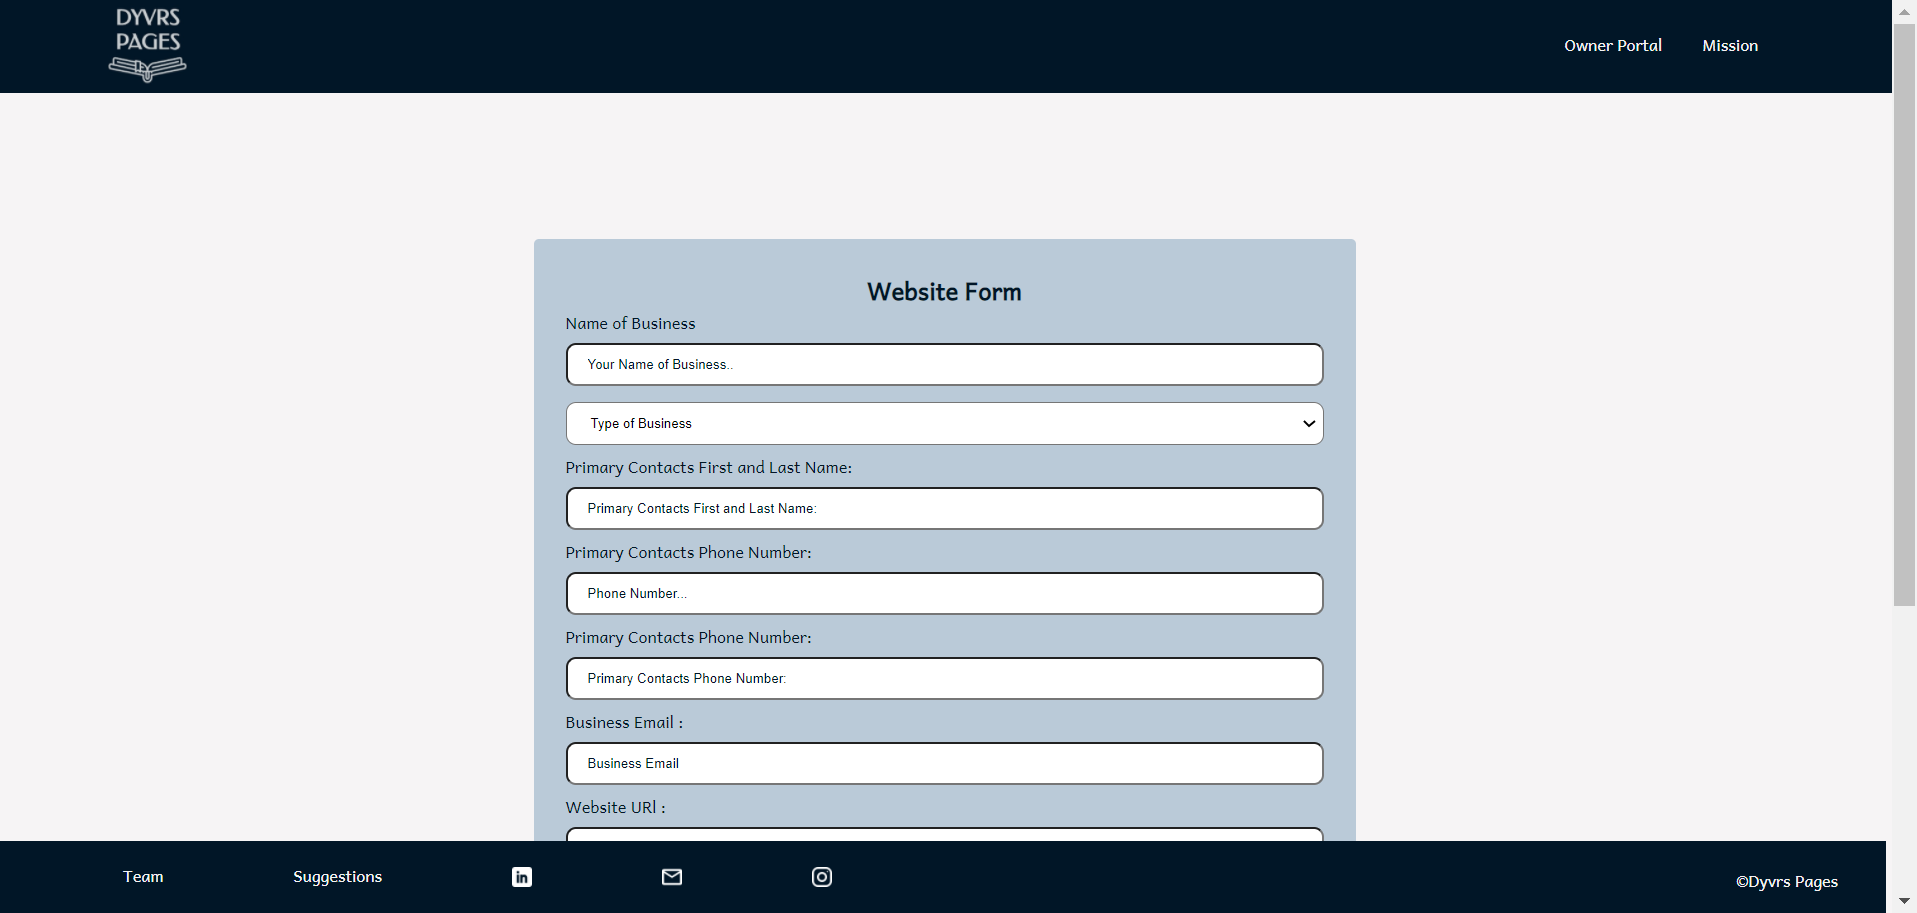 DYVRS
PAGES
Owner Portal
Mission
Website Form
Name of Business
Your Name of Business..
Type of Business
Primary Contacts First and Last Name:
Primary Contacts First and Last Name:
Primary Contacts Phone Number:
Phone Number...
Primary Contacts Phone Number:
Primary Contacts Phone Number:
Business Email :
Business Email
Website URl :
Team
Suggestions
in
©Dyvrs Pages